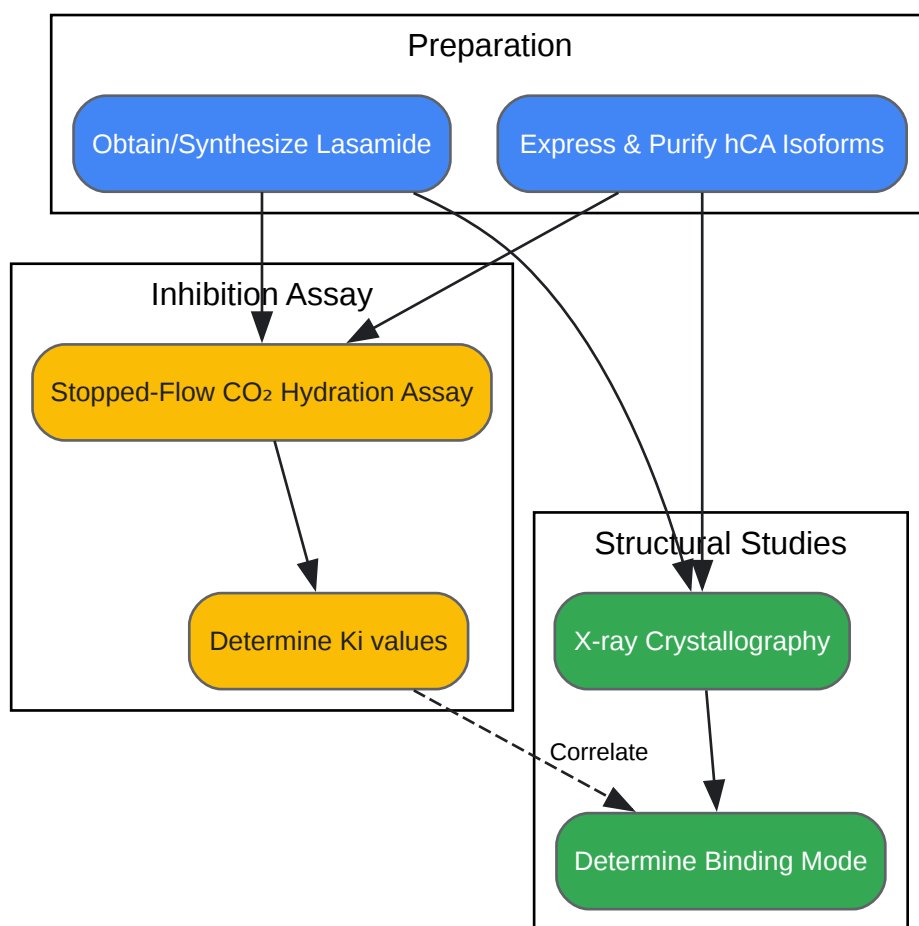 Preparation
Obtain/Synthesize Lasamide
Express & Purify hCA Isoforms
Inhibition Assay
Stopped-Flow CO₂ Hydration Assay
Determine Ki values
Structural Studies
X-ray Crystallography
Correlate
Determine Binding Mode